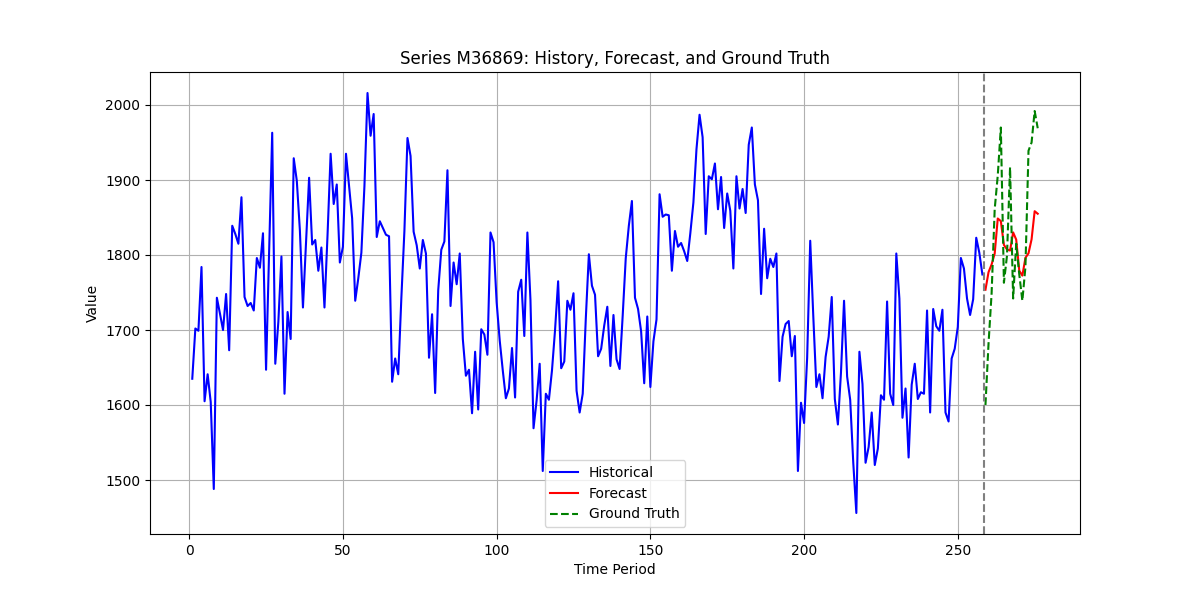 Series M36869: History, Forecast, and Ground Truth
Value
2000
1900
1800
1700
1600
1500
0
50
100
150
200
250
Time Period
Historical
Forecast
Ground Truth